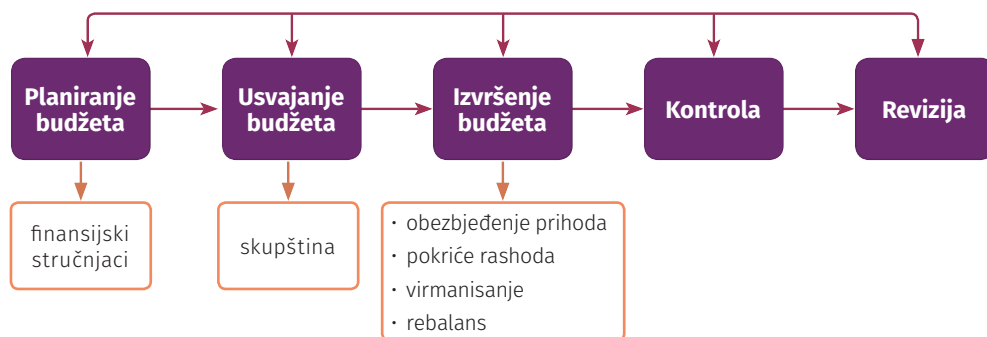 Planiranje
budžeta
Usvajanje
budžeta
Izvršenje
budžeta
Kontrola
Revizija
finansijski
stručnjaci
skupština
· obezbjeđenje prihoda
· pokriće rashoda
· virmanisanje
· rebalans